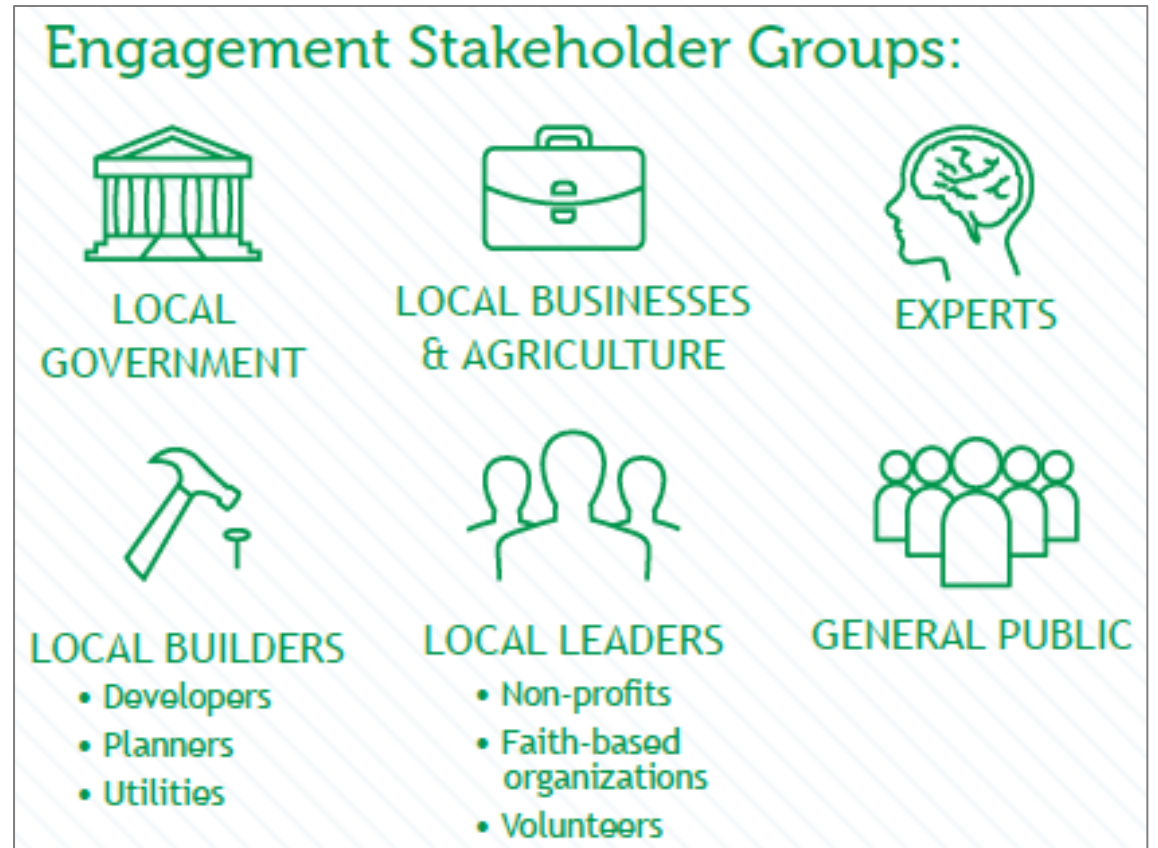 Engagement Stakeholder Groups:
LOCAL
GOVERNMENT
LOCAL BUSINESSES
& AGRICULTURE
EXPERTS
LOCAL BUILDERS
• Developers
• Planners
• Utilities
LOCAL LEADERS
• Non-profits
• Faith-based
organizations
• Volunteers
GENERAL PUBLIC